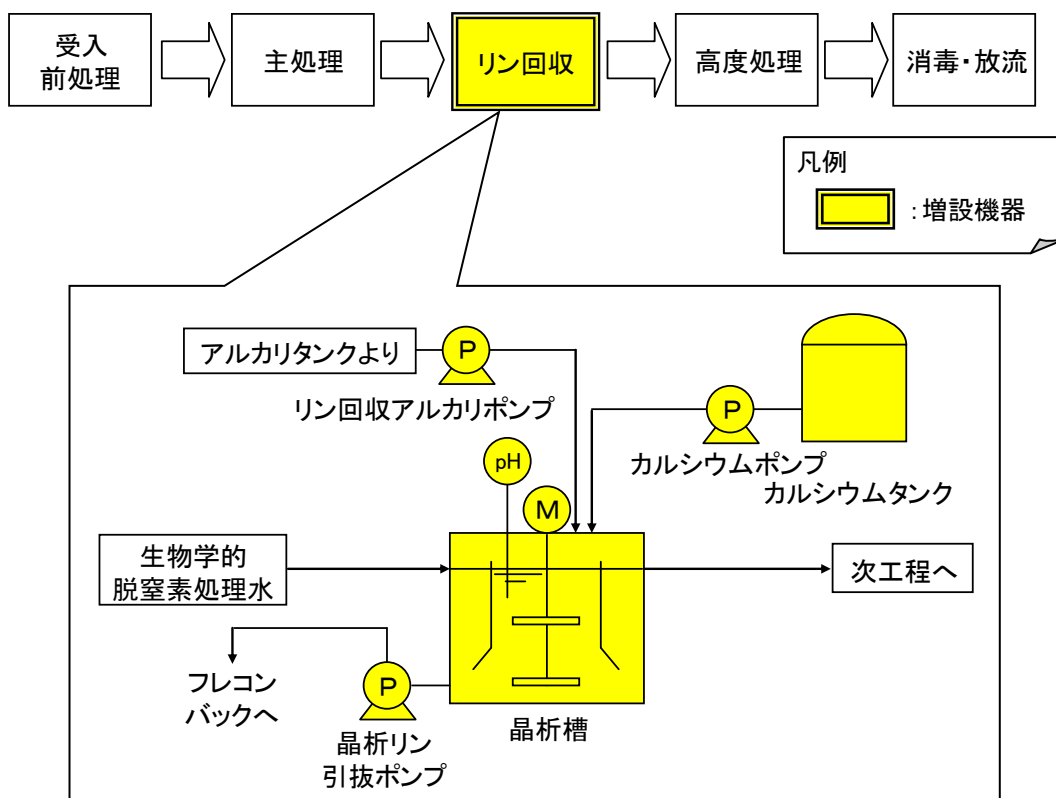 受入
前処理
主処理
リン回収
高度処理
消毒・放流
凡例
：増設機器
アルカリタンクより
P
リン回収アルカリポンプ
P
カルシウムポンプ
カルシウムタンク
pH
M
生物学的
脱窒素処理水
次工程へ
フレコン
バックへ
P
晶析リン
引抜ポンプ
晶析槽